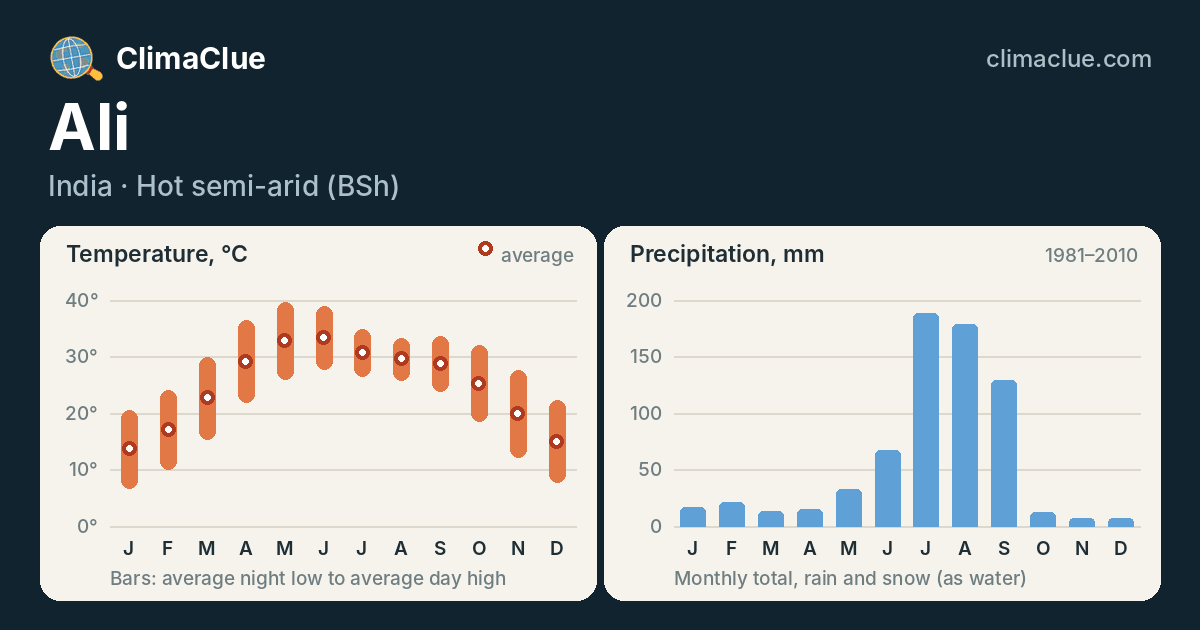 ClimaClue
climaclue.com
Ali
India · Hot semi-arid (BSh)
Temperature, °C
average
40°
30°
20°
10°
0°
J F M A M J J A S O N D
Bars: average night low to average day high
Precipitation, mm
1981–2010
200
150
100
50
0
J F M A M J J A S O N D
Monthly total, rain and snow (as water)